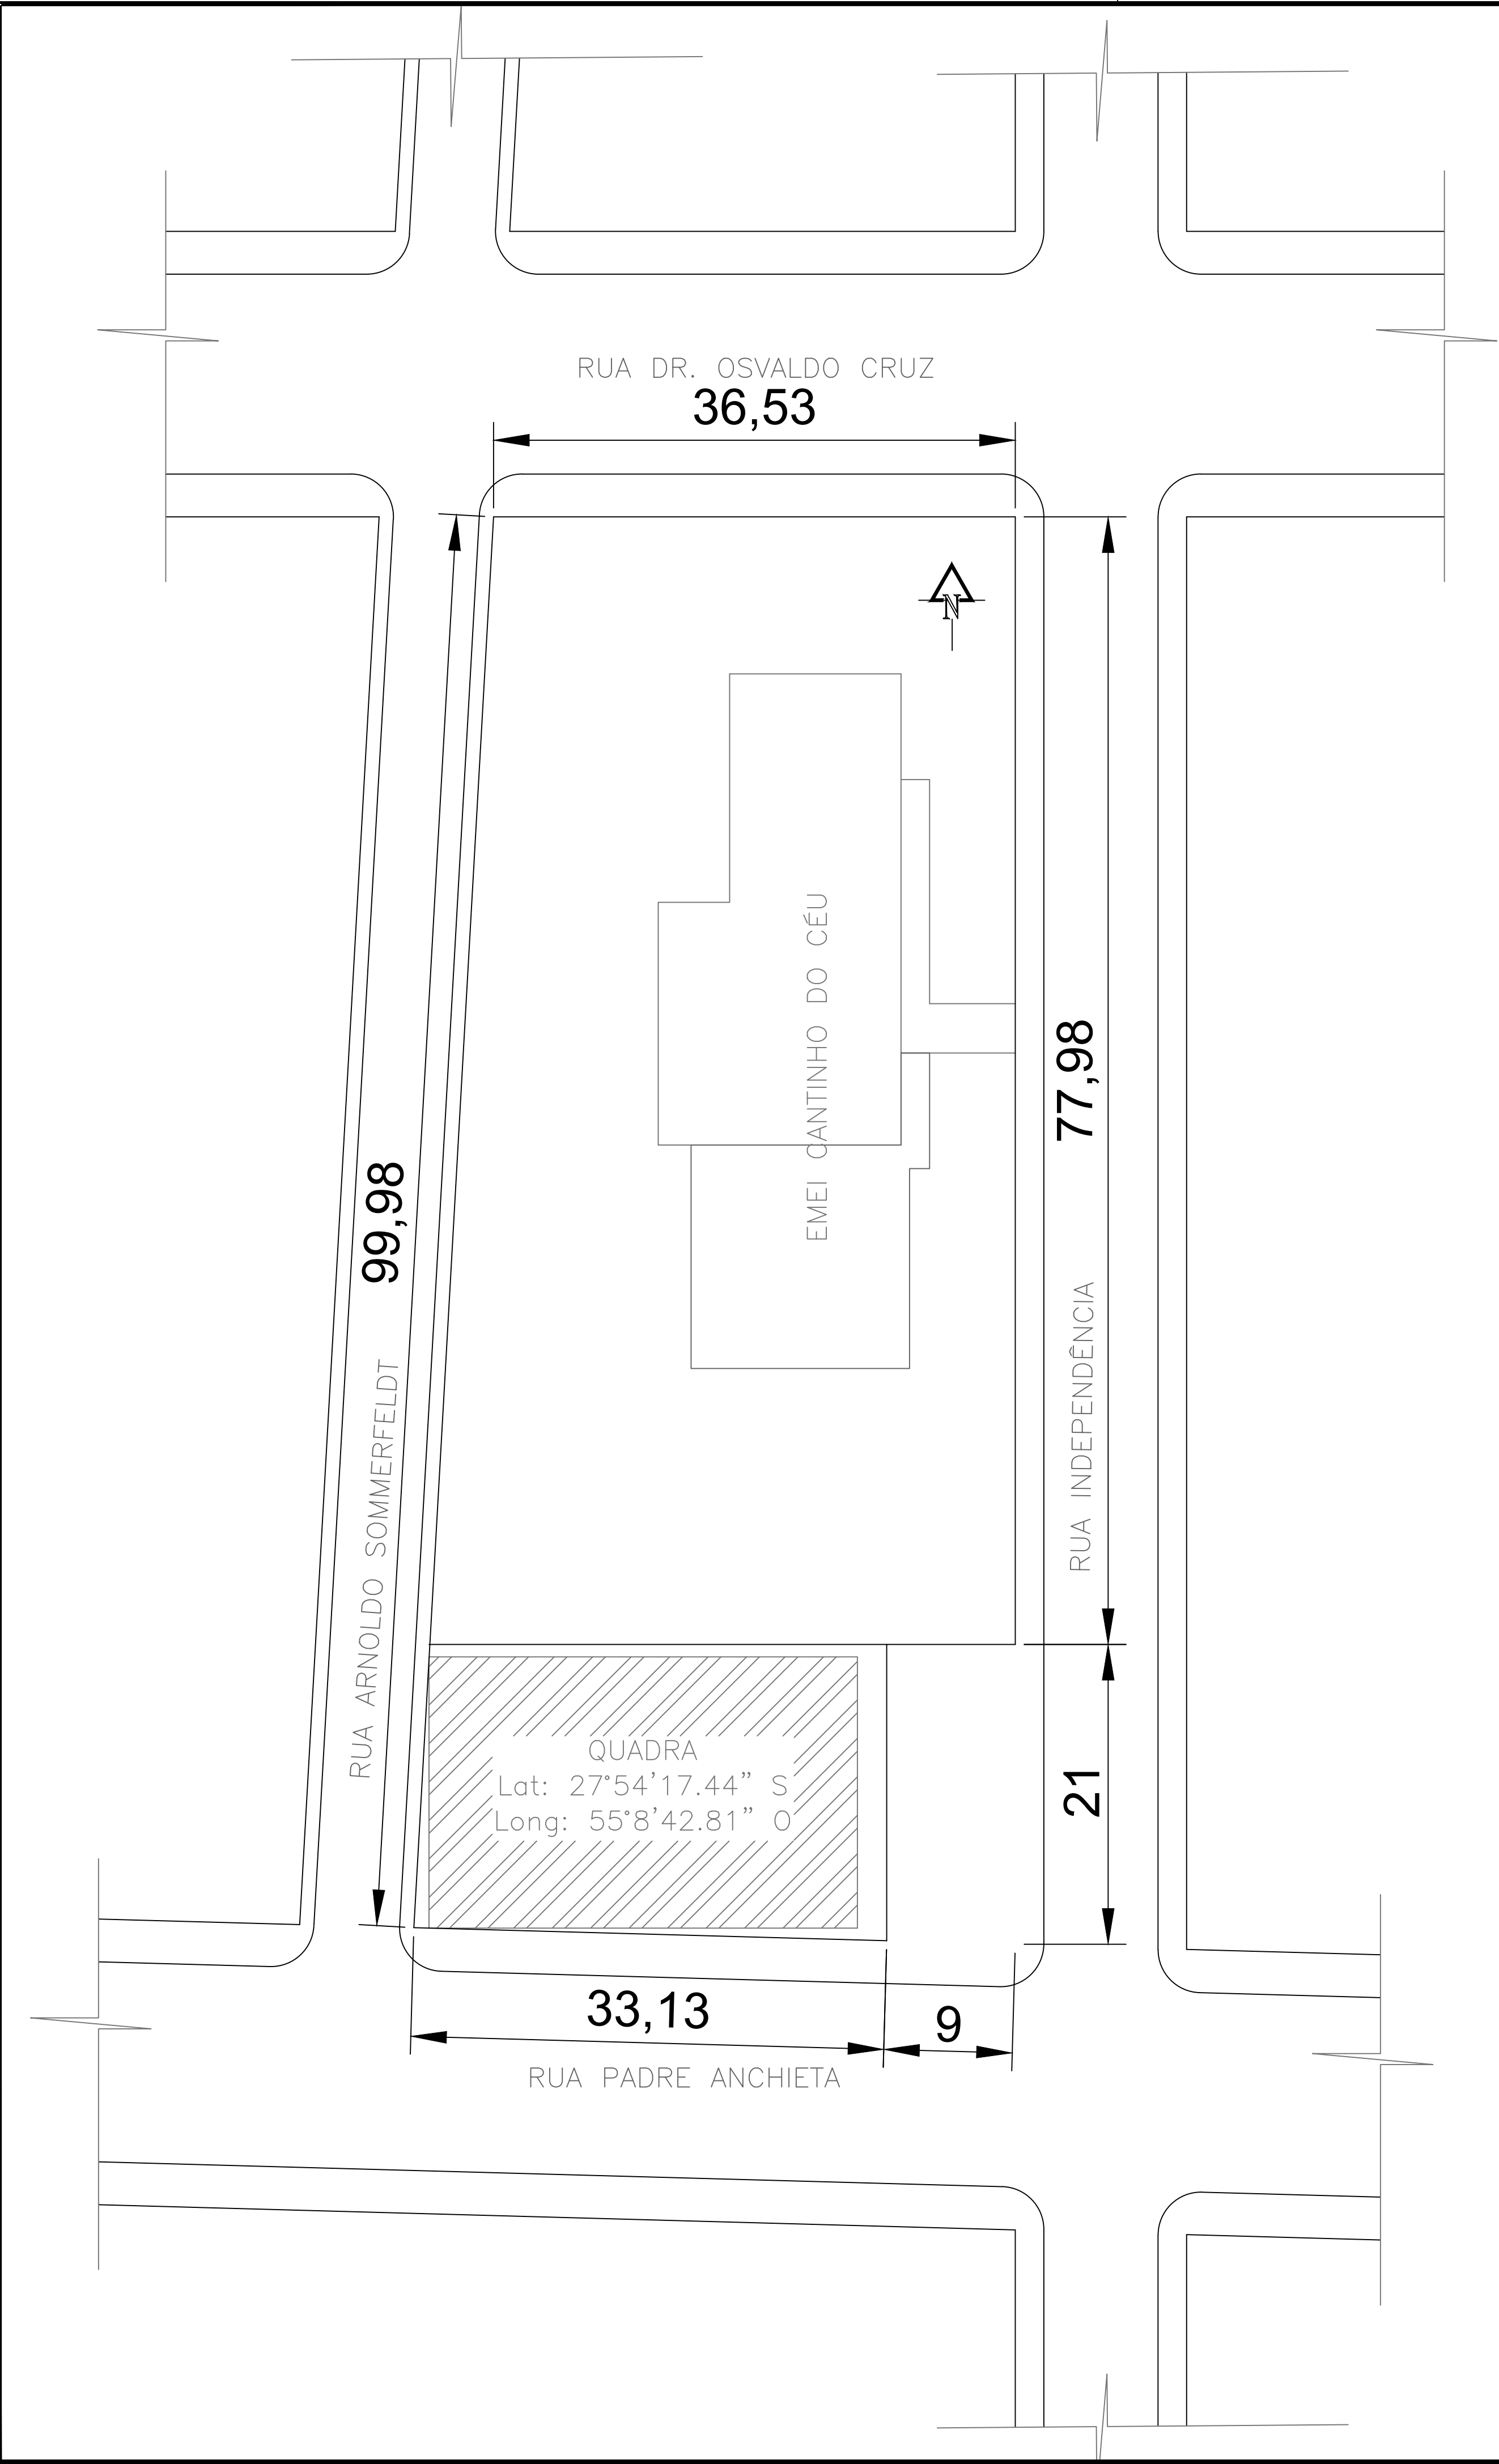 RUA DR. OSVALDO CRUZ
36,53
N
EMEI CANTINHO DO CÉU
77,98
99,98
RUA INDEPENDÊNCIA
RUA ARNOLDO SOMMERFELDT
QUADRA
Lat: 27°54'17.44" S
Long: 55°8'42.81" O
21
33,13
9
RUA PADRE ANCHIETA